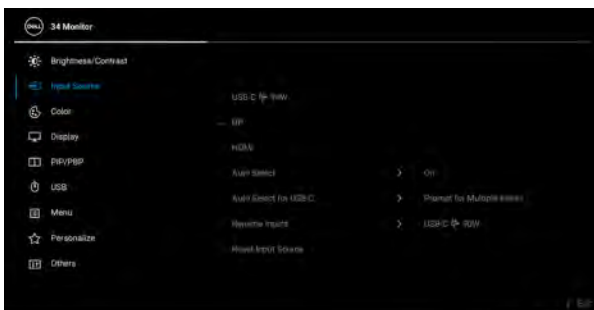 DELL 34 Monitor
Brightness/Contrast
Input Source
USB-C 90W
Color
DP
Display
HDMI
PIP/PBP
Auto Select > On
USB
Auto Select for USB-C > Prompt for Multiple Inputs
Menu
Rename Inputs > USB-C 90W
Personalize
Reset Input Source
Others
Exit